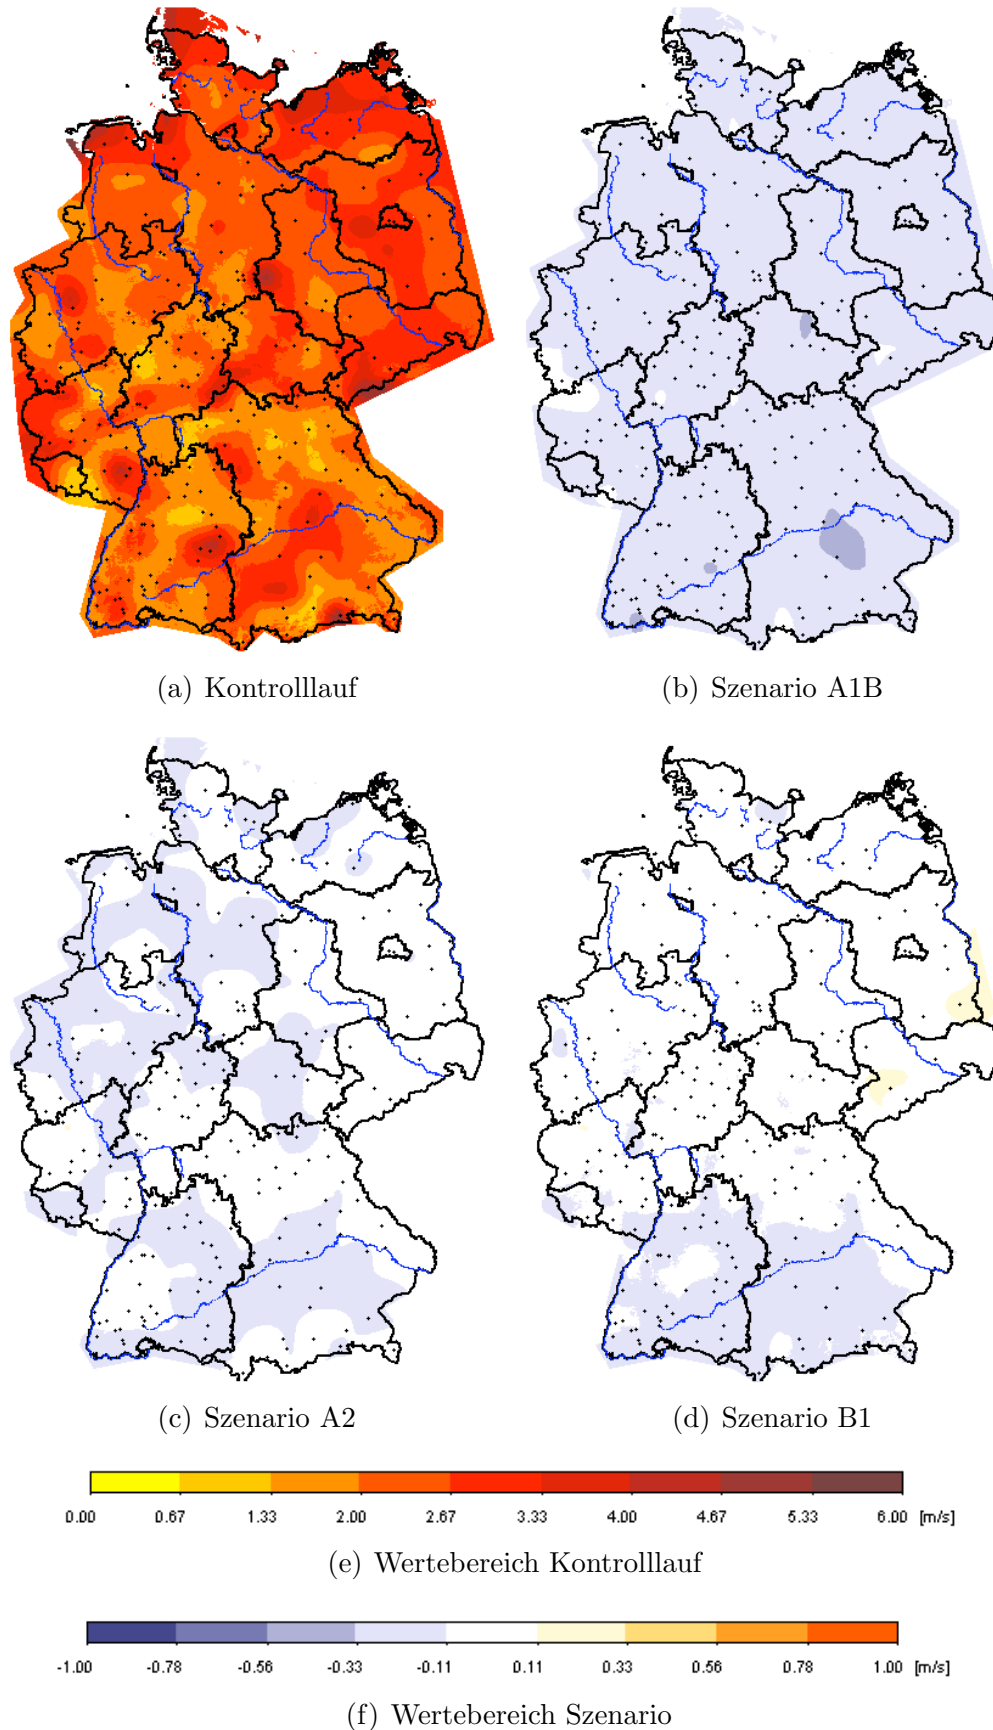 (a) Kontrolllauf
(b) Szenario A1B
(c) Szenario A2
(d) Szenario B1
0.00 0.67 1.33 2.00 2.67 3.33 4.00 4.67 5.33 6.00 [m/s]
(e) Wertebereich Kontrolllauf
-1.00 -0.78 -0.56 -0.33 -0.11 0.11 0.33 0.56 0.78 1.00 [m/s]
(f) Wertebereich Szenario